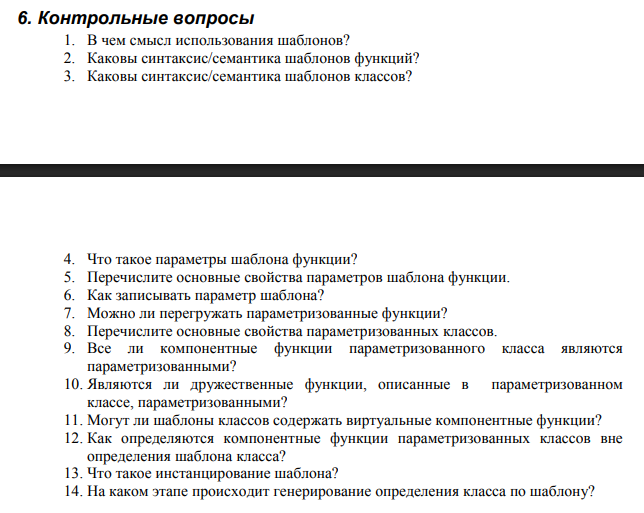 6. Контрольные вопросы
1. В чем смысл использования шаблонов?
2. Каковы синтаксис/семантика шаблонов функций?
3. Каковы синтаксис/семантика шаблонов классов?
4. Что такое параметры шаблона функции?
5. Перечислите основные свойства параметров шаблона функции.
6. Как записывать параметр шаблона?
7. Можно ли перегружать параметризованные функции?
8. Перечислите основные свойства параметризованных классов.
9. Все ли компонентные функции параметризованного класса являются
параметризованными?
10. Являются ли дружественные функции, описанные в параметризованном
классе, параметризованными?
11. Могут ли шаблоны классов содержать виртуальные компонентные функции?
12. Как определяются компонентные функции параметризованных классов вне
определения шаблона класса?
13. Что такое инстанцирование шаблона?
14. На каком этапе происходит генерирование определения класса по шаблону?